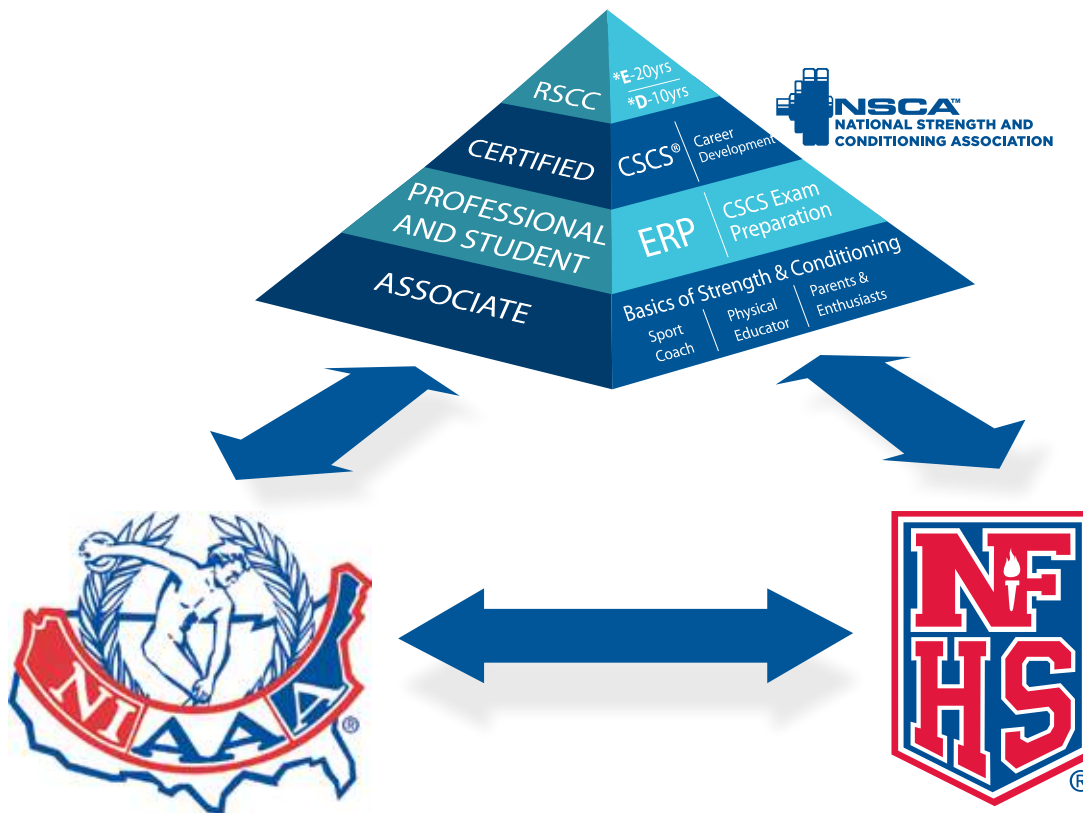 RSCC
*E-20yrs
*D-10yrs
CERTIFIED
CSCS®
Career
Development
PROFESSIONAL
AND STUDENT
ERP
CSCS Exam
Preparation
ASSOCIATE
Basics of Strength & Conditioning
Sport
Coach
Physical
Educator
Parents &
Enthusiasts
NSCA™
NATIONAL STRENGTH AND
CONDITIONING ASSOCIATION
NIAAA®
NF
HS®